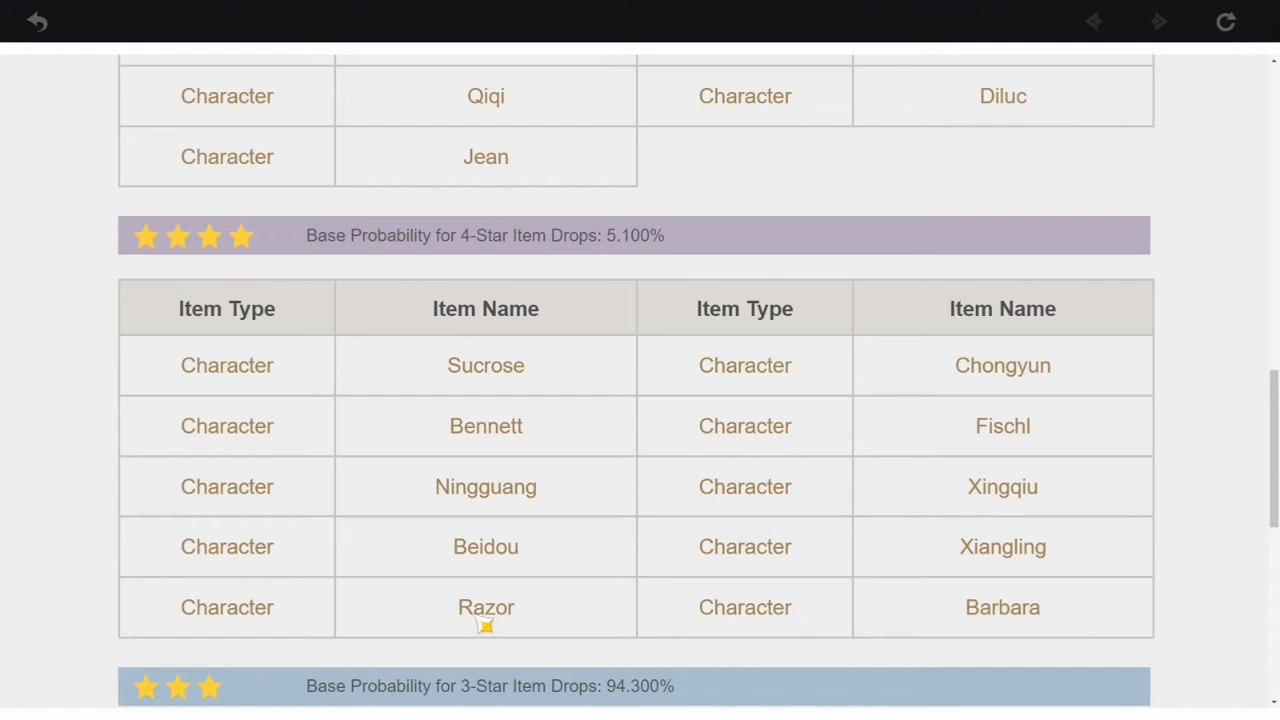 Character Qiqi Character Diluc
Character Jean
Base Probability for 4-Star Item Drops: 5.100%
Item Type Item Name Item Type Item Name
Character Sucrose Character Chongyun
Character Bennett Character Fischl
Character Ningguang Character Xingqiu
Character Beidou Character Xiangling
Character Razor Character Barbara
Base Probability for 3-Star Item Drops: 94.300%